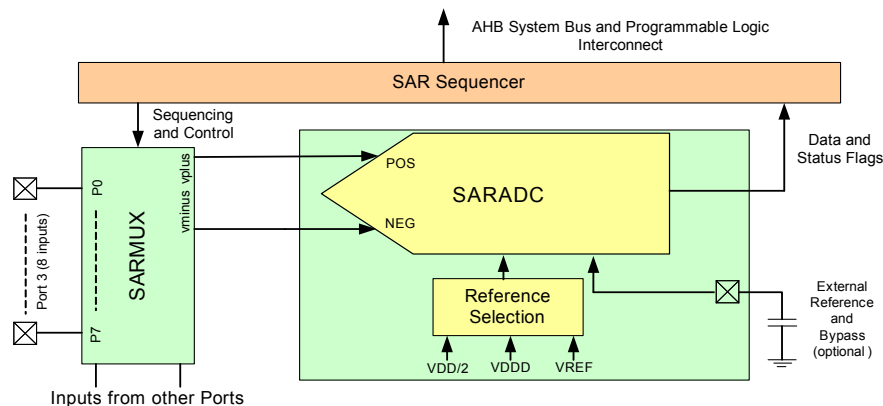 AHB System Bus and Programmable Logic
Interconnect
SAR Sequencer
Sequencing
and Control
Data and
Status Flags
P0
Port 3 (8 inputs)
P7
SARMUX
vminus vplus
POS
SARADC
NEG
Reference
Selection
External
Reference
and
Bypass
(optional )
VDD/2
VDDD
VREF
Inputs from other Ports